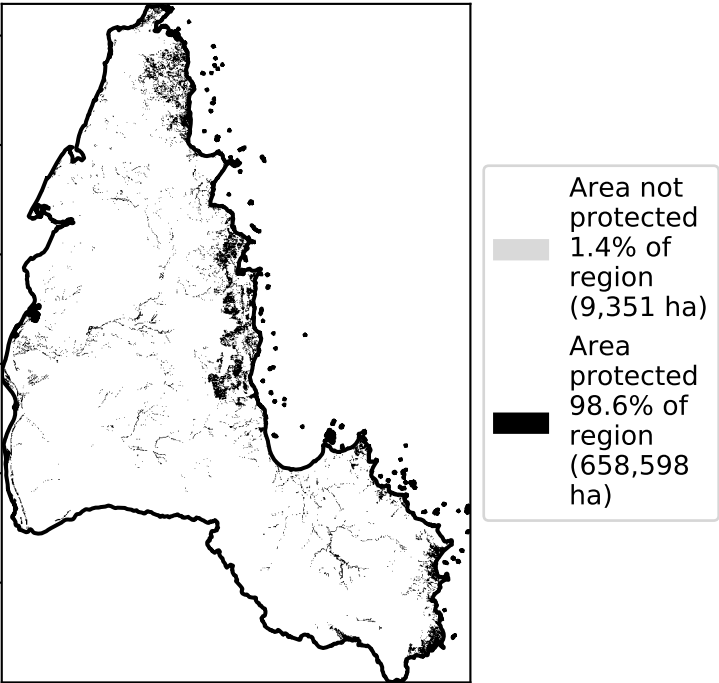 Area not
protected
1.4% of
region
(9,351 ha)
Area
protected
98.6% of
region
(658,598
ha)